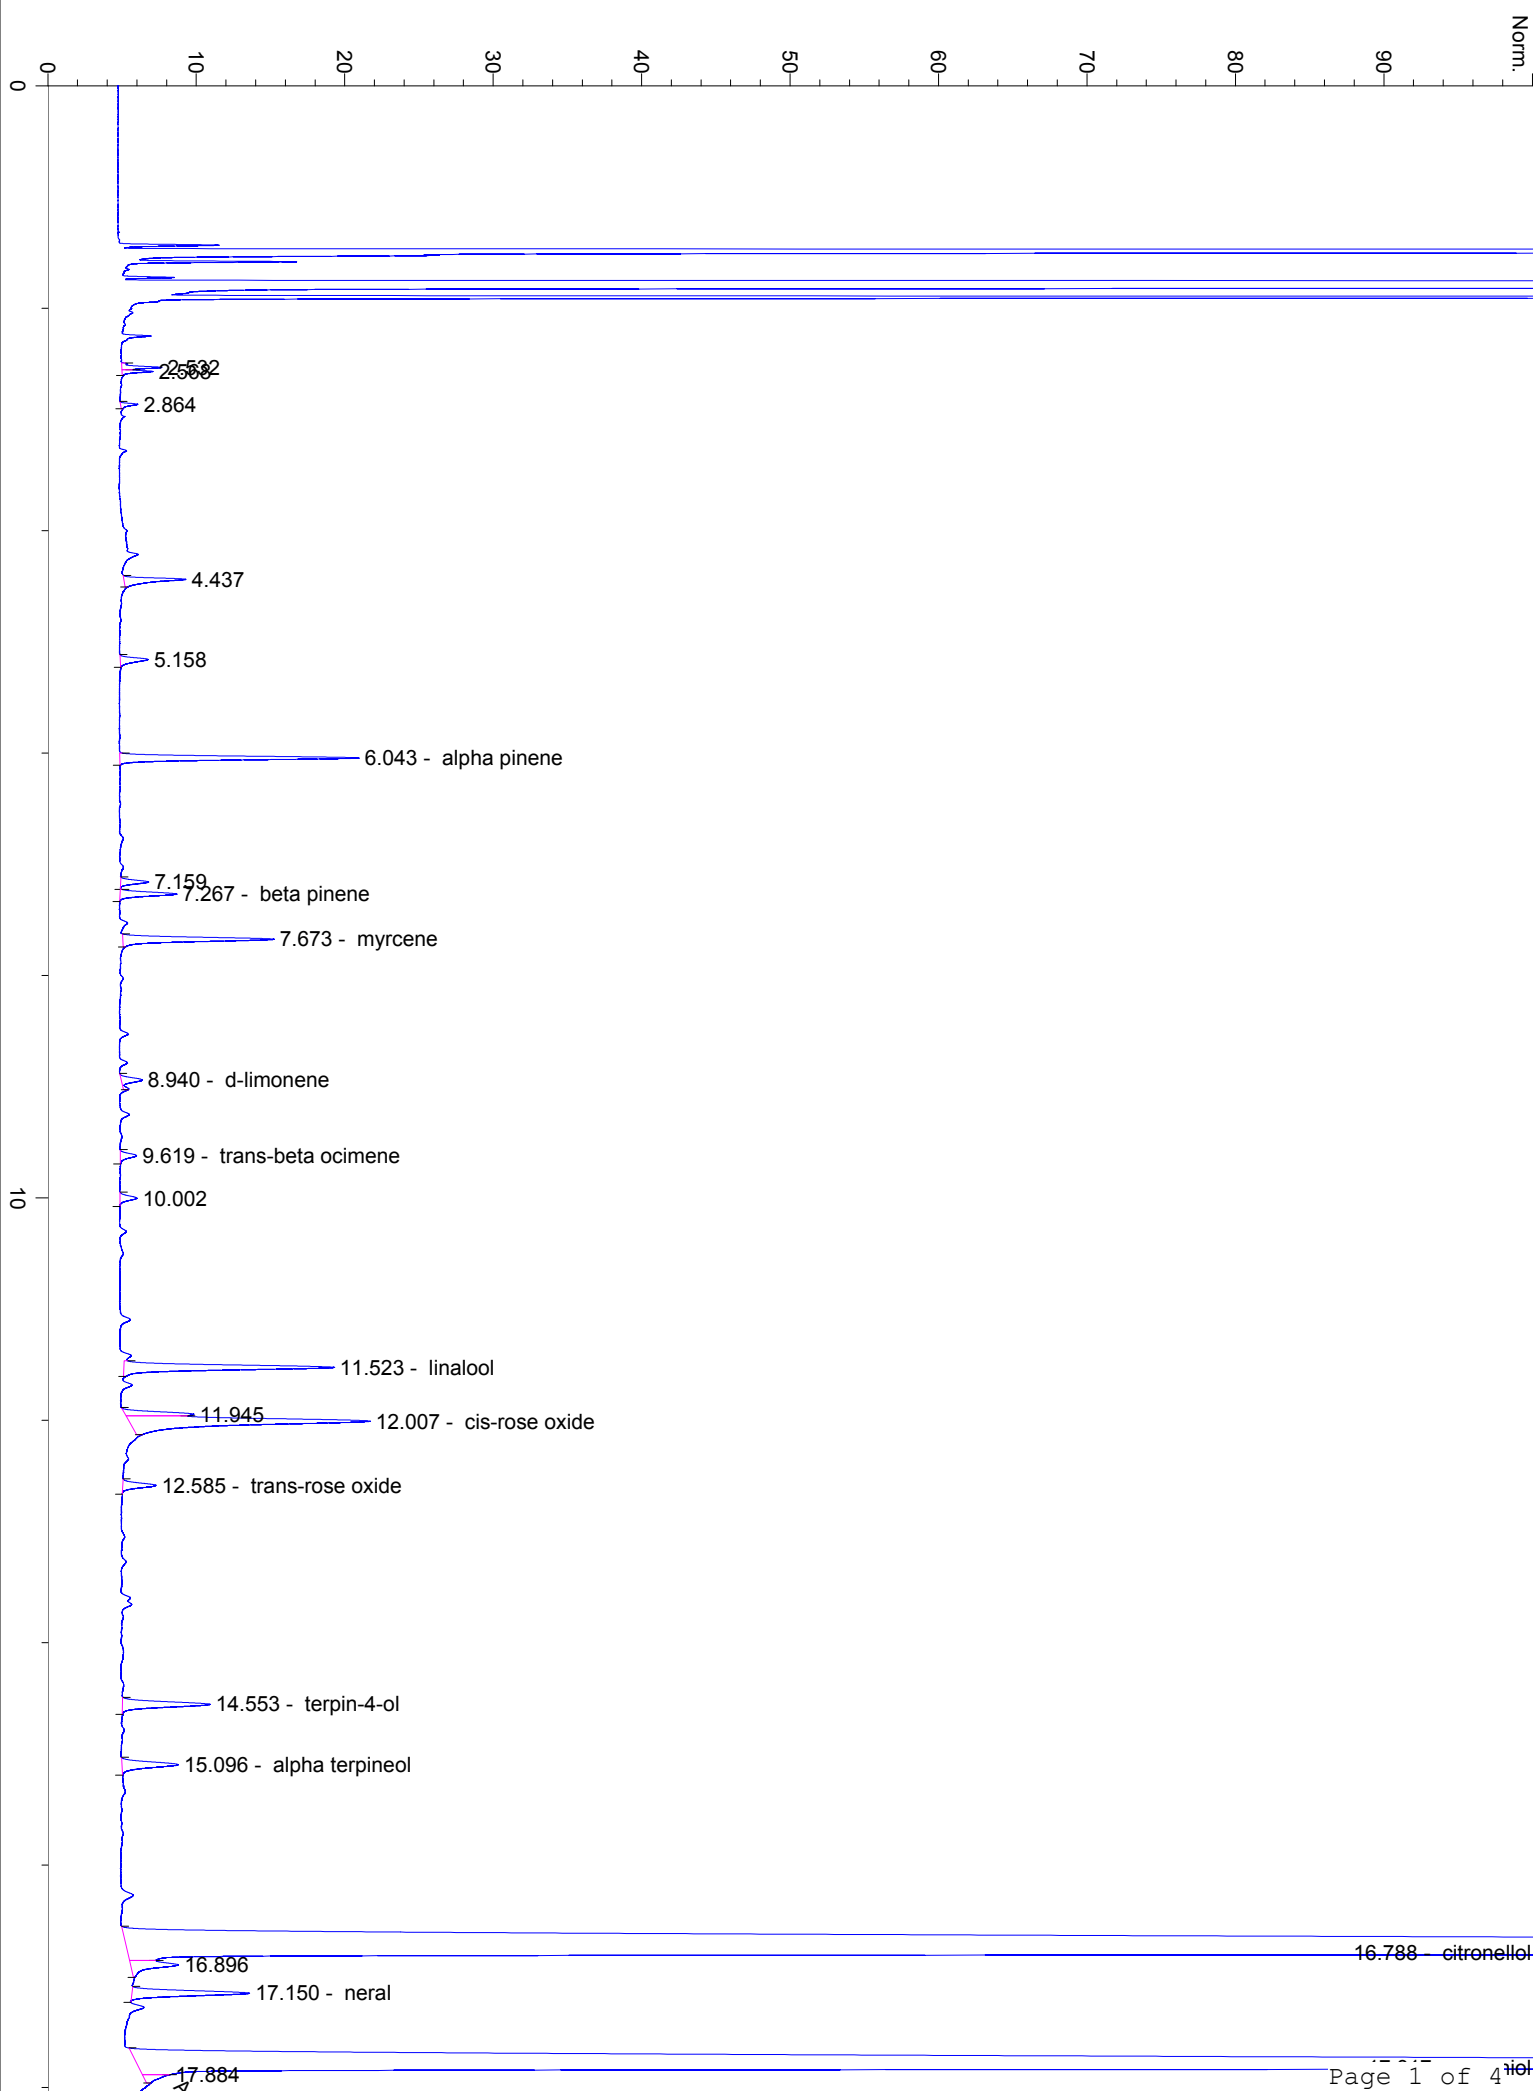 Norm.
0
10
20
30
40
50
60
70
80
90
0
2.532
2.568
2.864
4.437
5.158
6.043 - alpha pinene
7.159
7.267 - beta pinene
7.673 - myrcene
8.940 - d-limonene
9.619 - trans-beta ocimene
10
10.002
11.523 - linalool
11.945
12.007 - cis-rose oxide
12.585 - trans-rose oxide
14.553 - terpin-4-ol
15.096 - alpha terpineol
16.788 - citronellol
16.896
17.150 - neral
17.884
Page 1 of 4